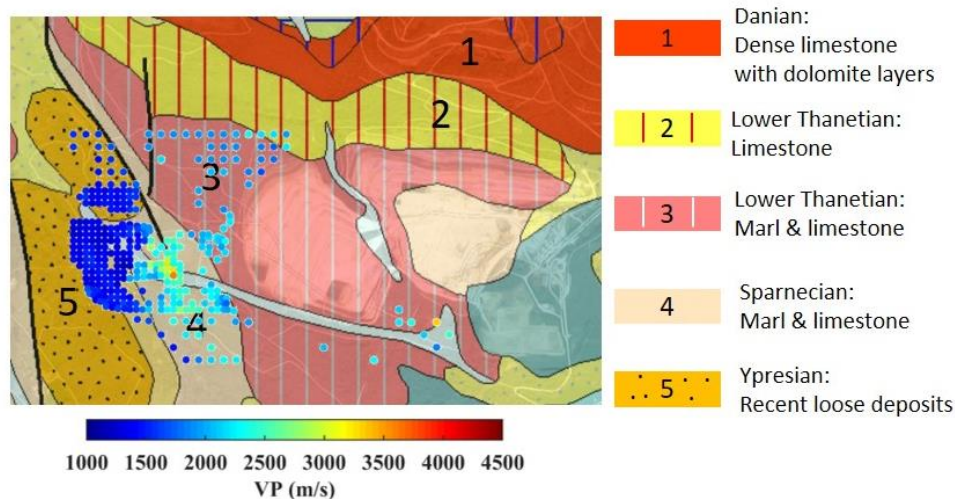 1
2
3
5
4
1
Danian:
Dense limestone
with dolomite layers
2
Lower Thanetian:
Limestone
3
Lower Thanetian:
Marl & limestone
4
Sparnecian:
Marl & limestone
5
Ypresian:
Recent loose deposits
1000 1500 2000 2500 3000 3500 4000 4500
VP (m/s)